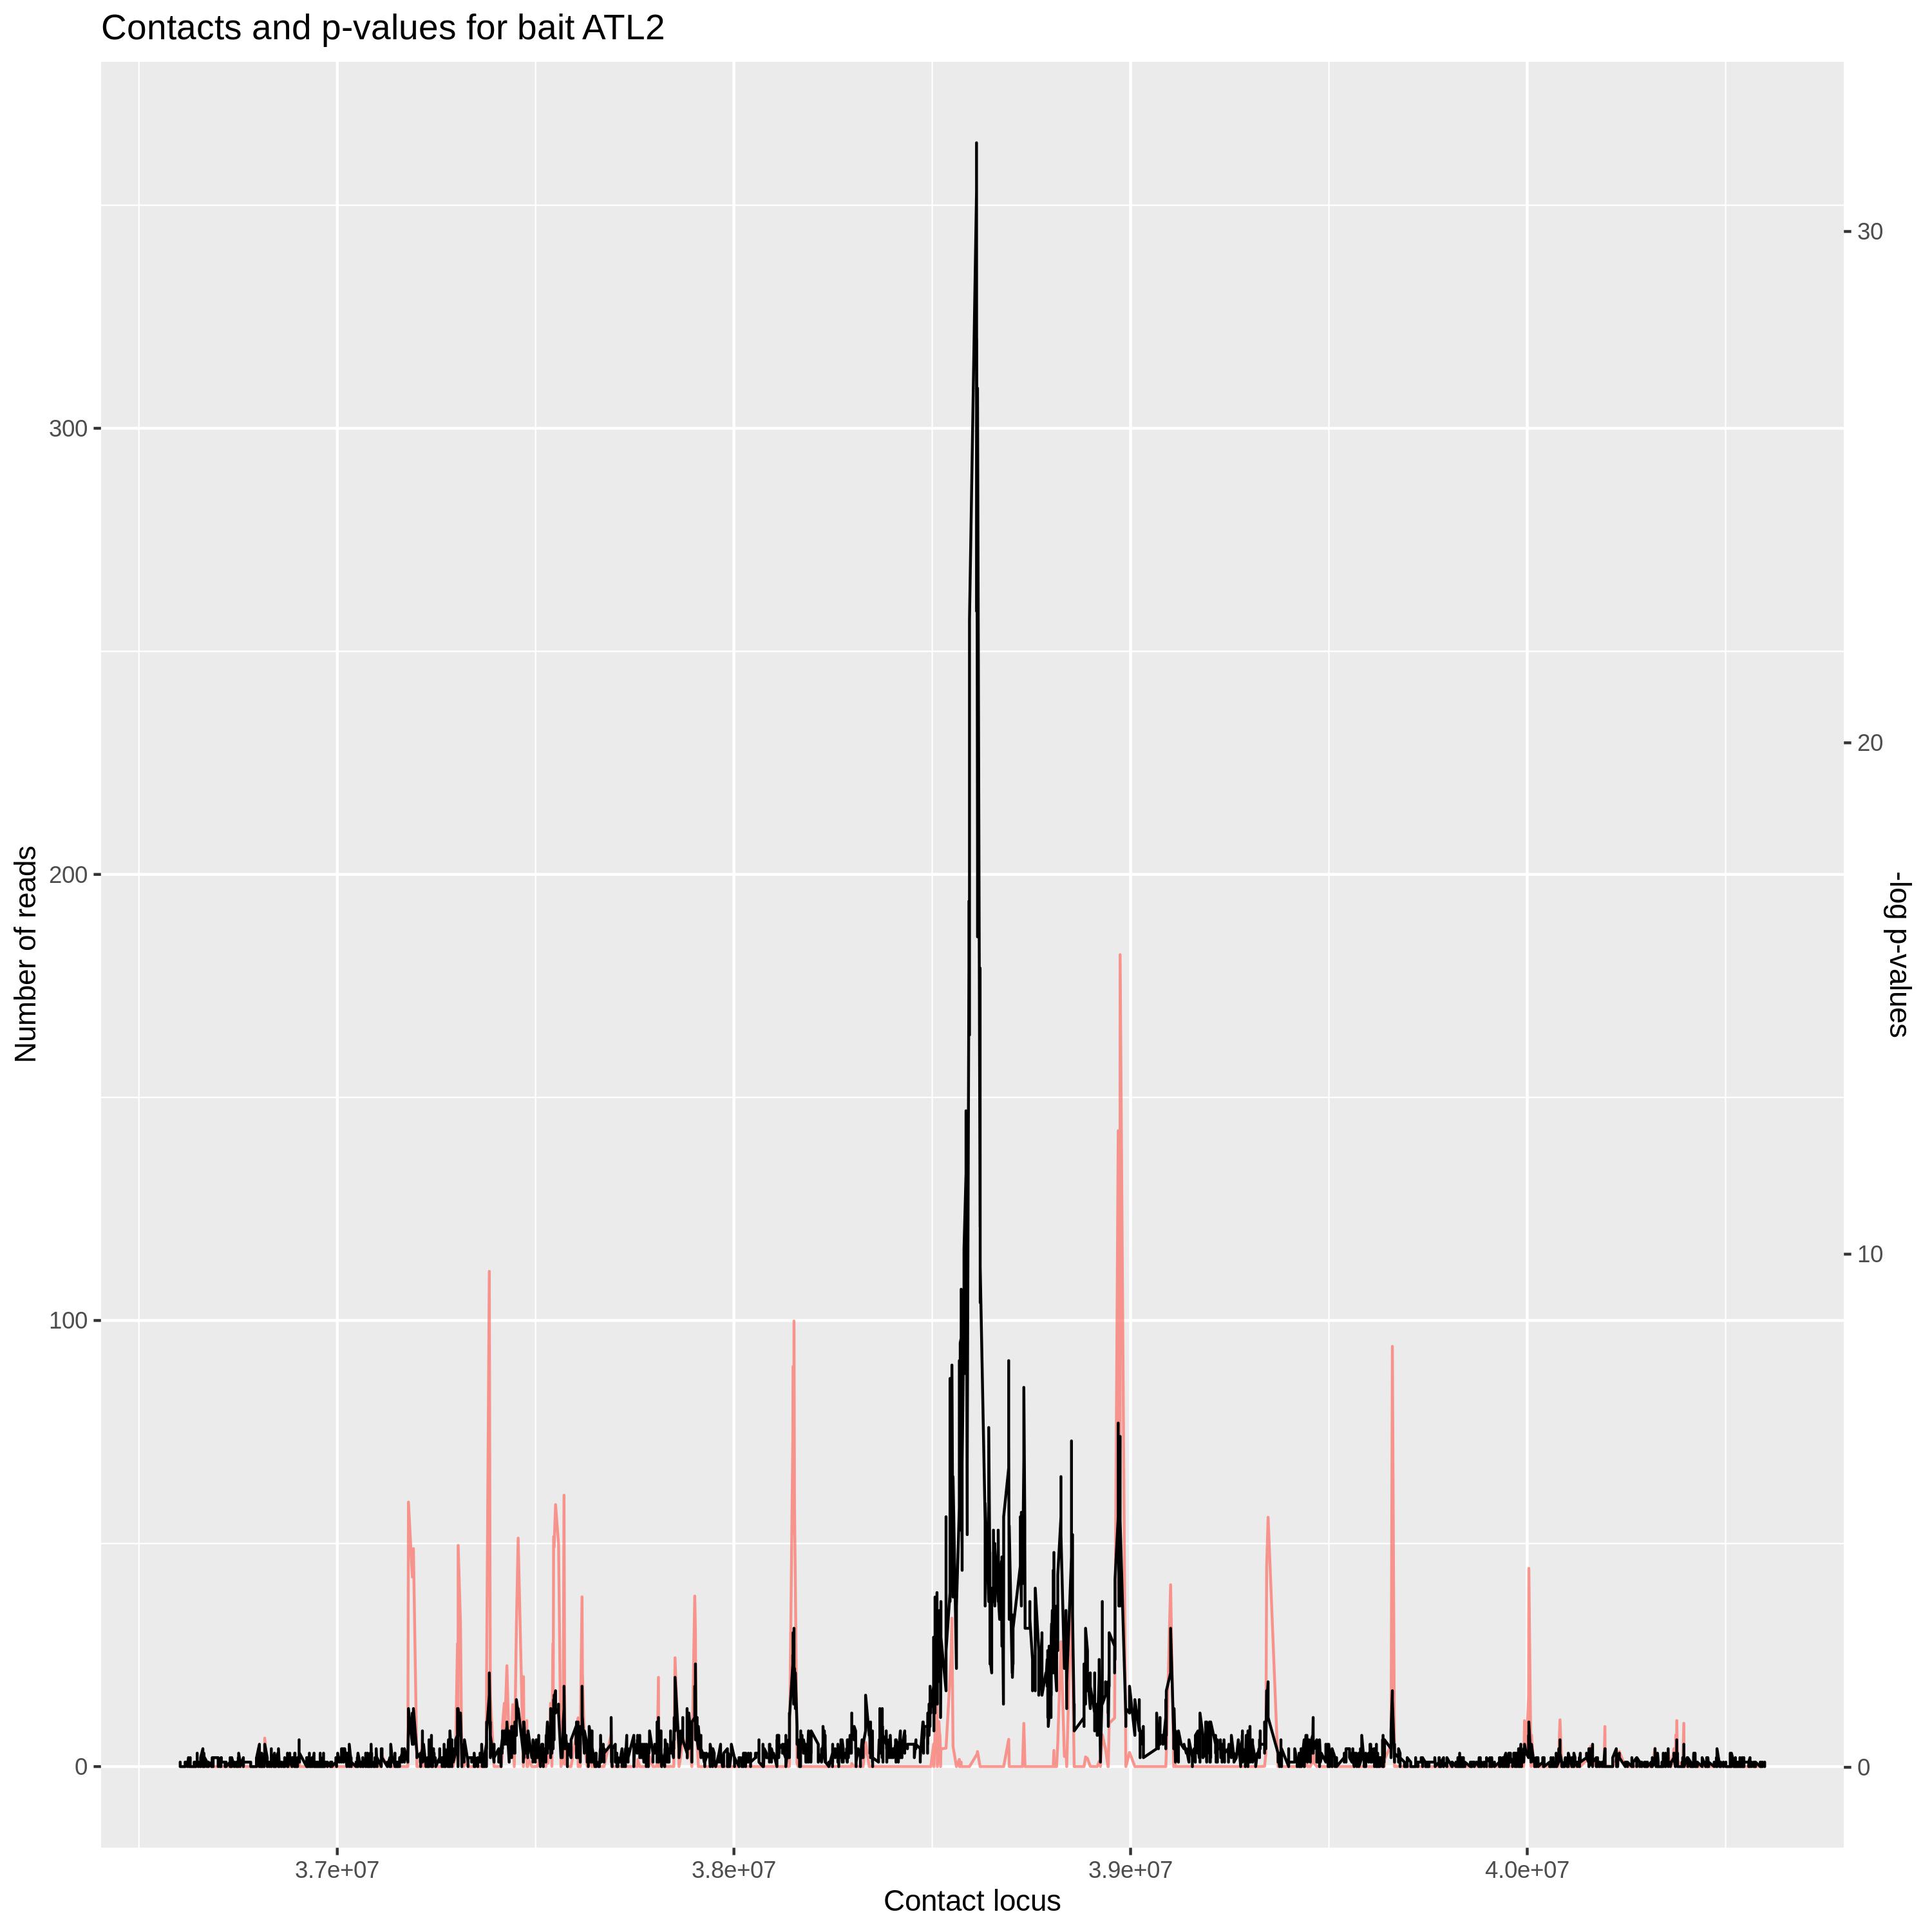 Contacts and p-values for bait ATL2
Number of reads
300
200
100
0
30
20
10
0
-log p-values
3.7e+07
3.8e+07
3.9e+07
4.0e+07
Contact locus